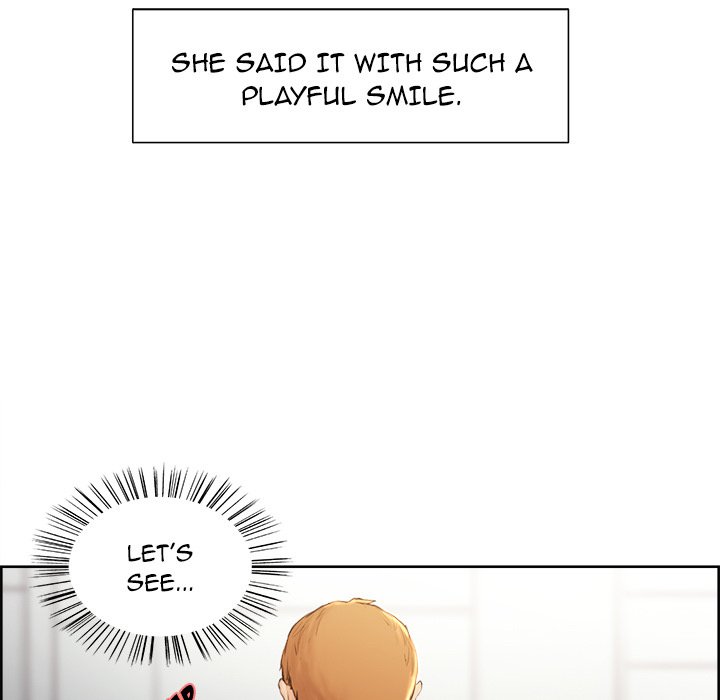 SHE SAID IT WITH SUCH A
PLAYFUL SMILE.
LET'S
SEE...